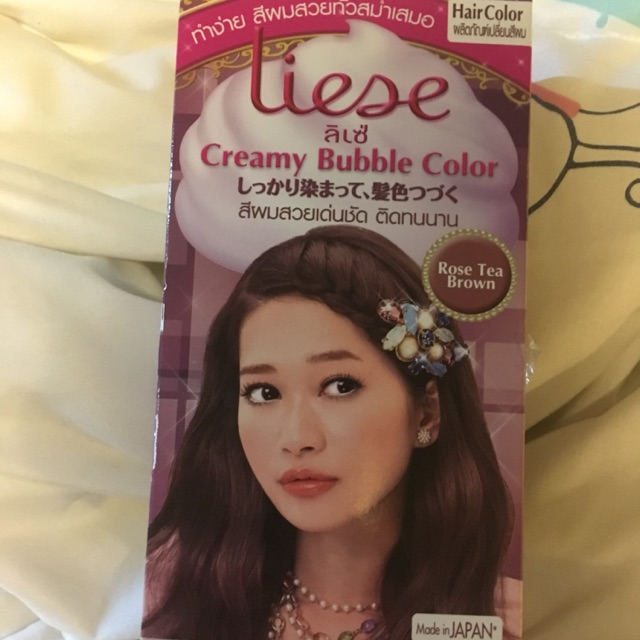 ทำง่าย สีผมสวยทั่วสม่ำเสมอ
HairColor
ผลิตภัณฑ์เปลี่ยนสีผม
liese
ลิเซ่
Creamy Bubble Color
しっかり染まって、髪色つづく
สีผมสวยเด่นชัด ติดทนนาน
Rose Tea
Brown
Made in JAPAN*